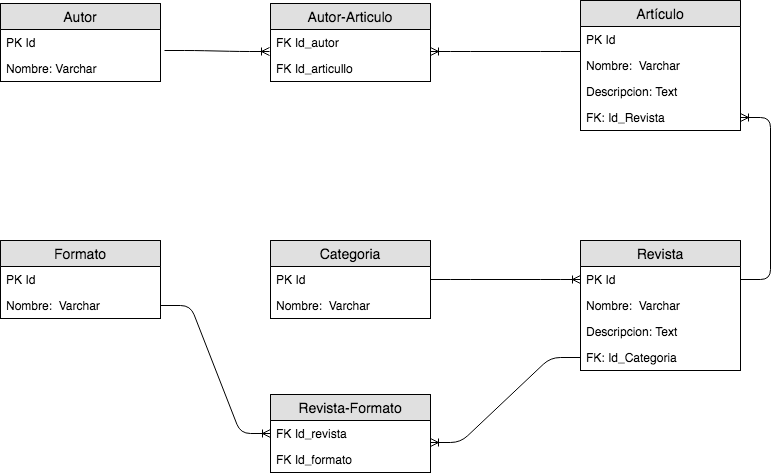 Autor
PK Id
Nombre: Varchar
Autor-Articulo
FK Id_autor
FK Id_articullo
Artículo
PK Id
Nombre: Varchar
Descripcion: Text
FK: Id_Revista
Formato
PK Id
Nombre: Varchar
Categoria
PK Id
Nombre: Varchar
Revista
PK Id
Nombre: Varchar
Descripcion: Text
FK: Id_Categoria
Revista-Formato
FK Id_revista
FK Id_formato